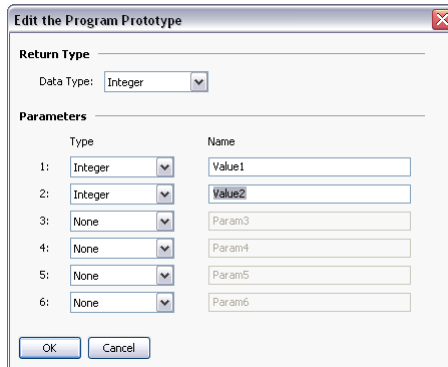 Edit the Program Prototype
Return Type
Data Type: Integer
Parameters
Type Name
1: Integer Value1
2: Integer Value2
3: None Param3
4: None Param4
5: None Param5
6: None Param6
OK Cancel